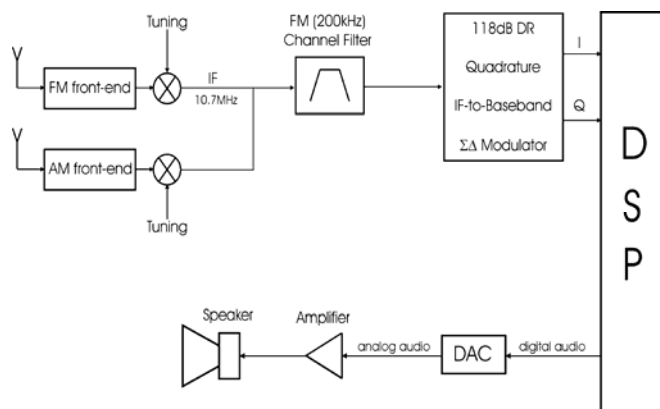 Tuning
FM (200kHz)
Channel Filter
118dB DR
Quadrature
IF-to-Baseband
ΣΔ Modulator
I
Q
FM front-end
IF
10.7MHz
AM front-end
Tuning
D
S
P
Speaker
Amplifier
analog audio
DAC
digital audio